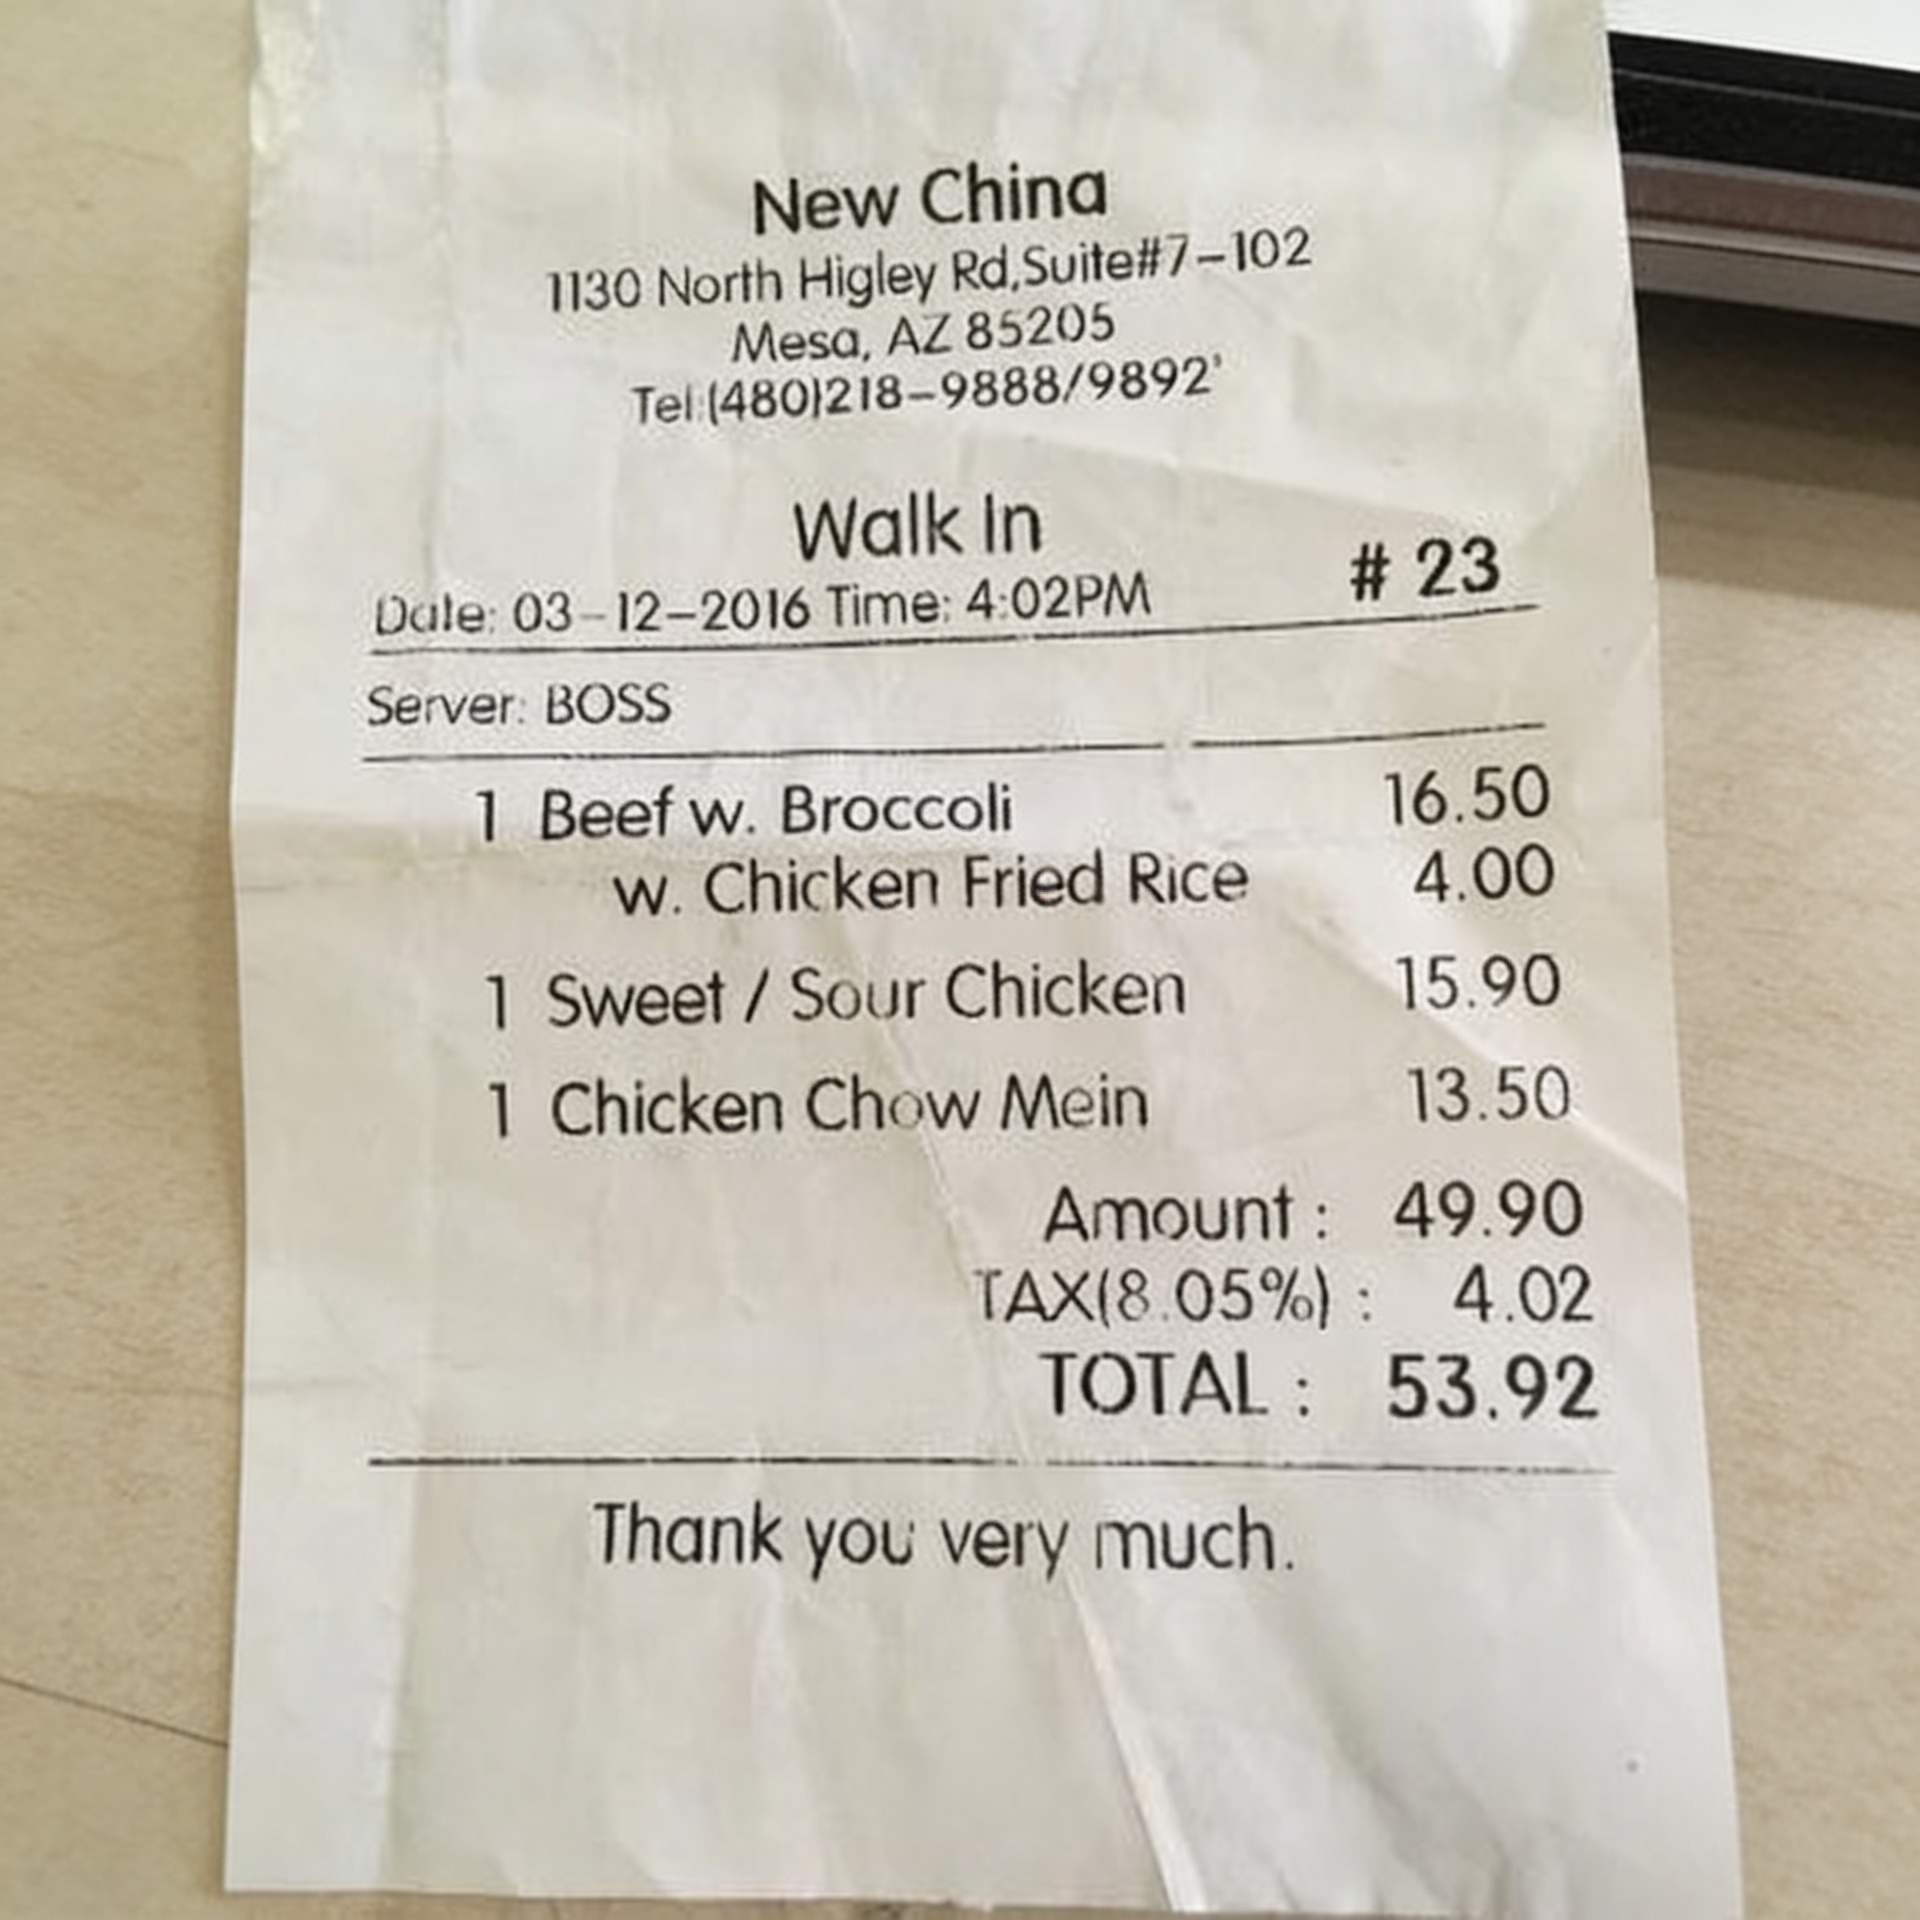 New China
1130 North Higley Rd,Suite#7-102
Mesa, AZ 85205
Tel:(480)218-9888/9892'
Walk In
# 23
Date: 03-12-2016 Time: 4:02PM
Server: BOSS
1 Beef w. Broccoli 16.50
w. Chicken Fried Rice 4.00
1 Sweet / Sour Chicken 15.90
1 Chicken Chow Mein 13.50
Amount : 49.90
TAX(8.05%) : 4.02
TOTAL : 53.92
Thank you very much.